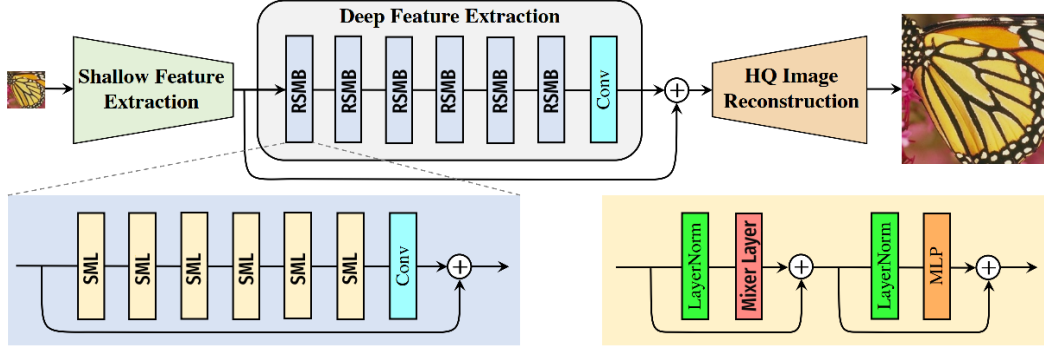 Deep Feature Extraction
Shallow Feature
Extraction
RSMB
RSMB
RSMB
RSMB
RSMB
RSMB
Conv
HQ Image
Reconstruction
SML
SML
SML
SML
SML
SML
Conv
LayerNorm
Mixer Layer
LayerNorm
MLP